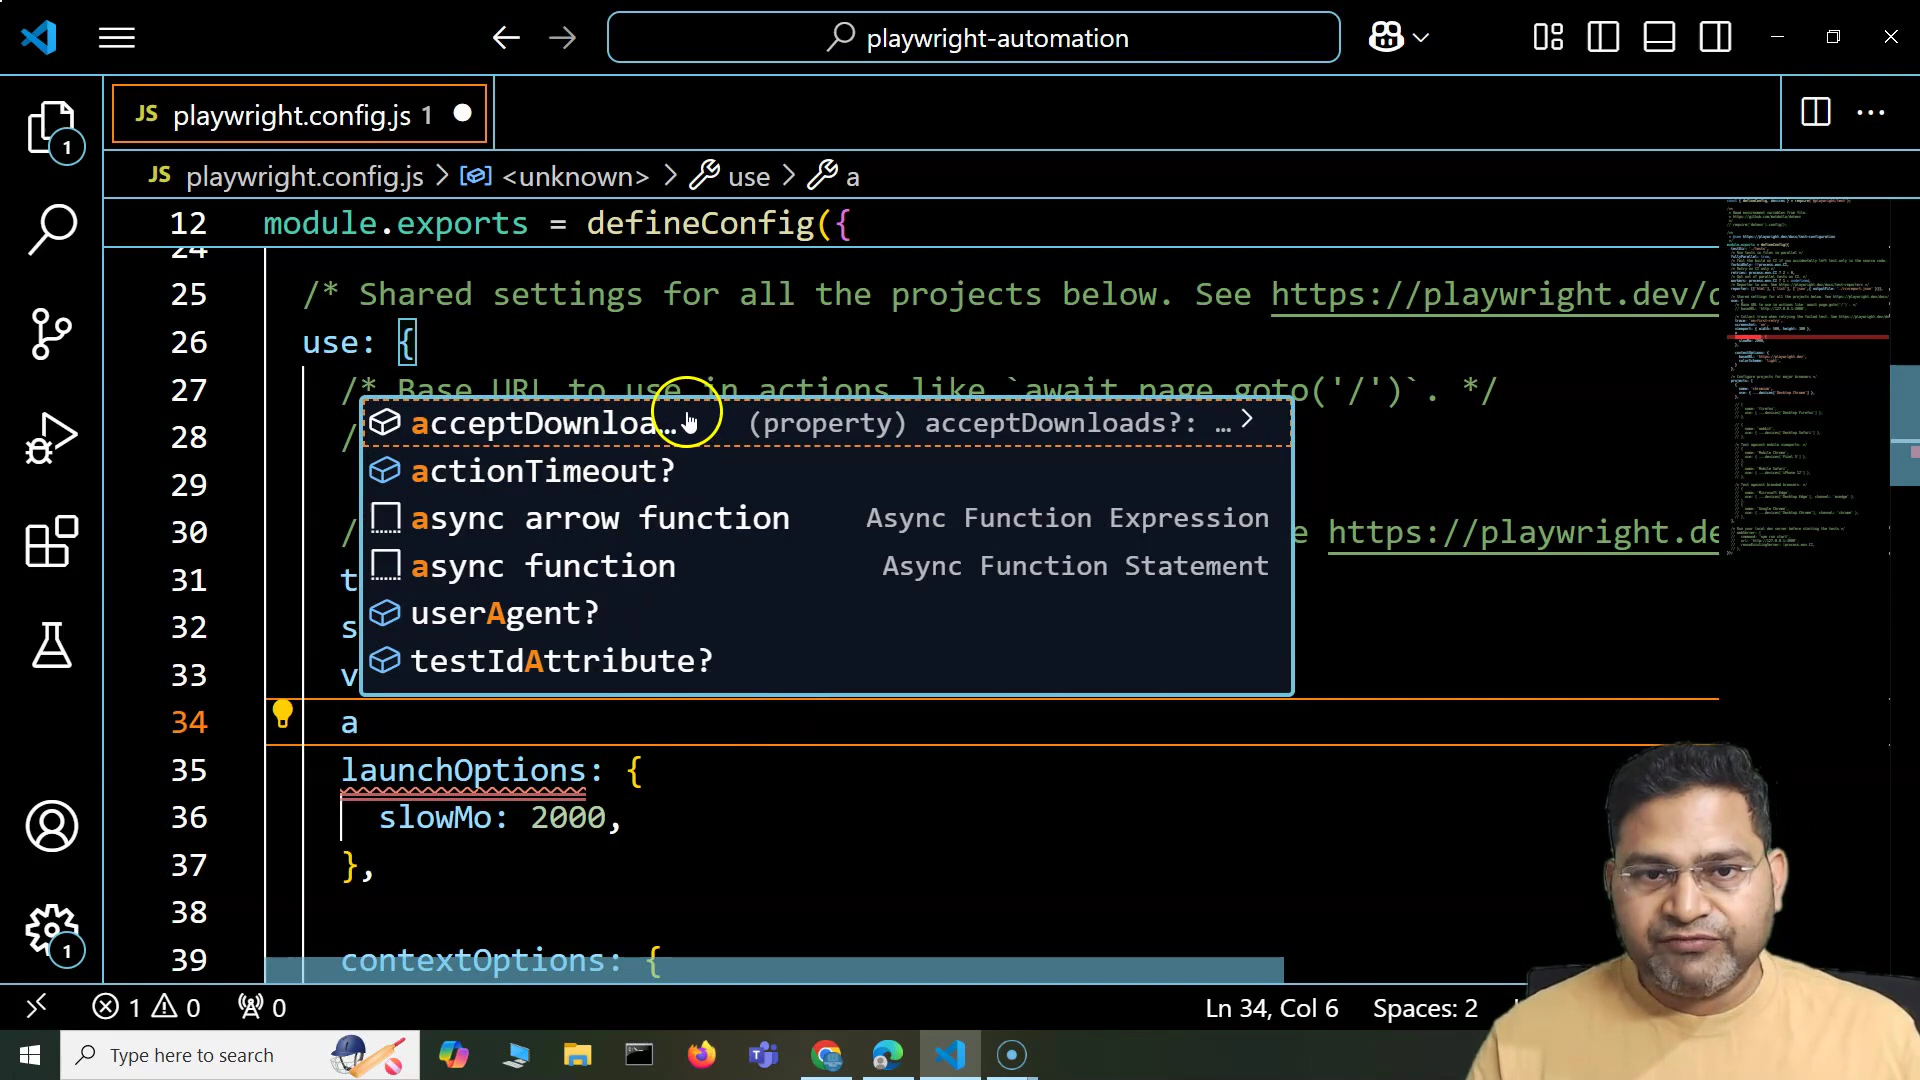 playwright-automation
JS playwright.config.js 1
1
JS playwright.config.js > <unknown> > use > a
12 module.exports = defineConfig({
24
25 /* Shared settings for all the projects below. See https://playwright.dev/
26 use: {
27 /* Base URL to use in actions like `await page.goto('/')`. */
28 /
acceptDownloa… (property) acceptDownloads?: … >
29
actionTimeout?
30 /
async arrow function Async Function Expression
e https://playwright.de
31 t
async function Async Function Statement
32 s
userAgent?
33 v
testIdAttribute?
34 a
35 launchOptions: {
36 slowMo: 2000,
37 },
38
39 contextOptions: {
1
1 0 0
Ln 34, Col 6 Spaces: 2
Type here to search